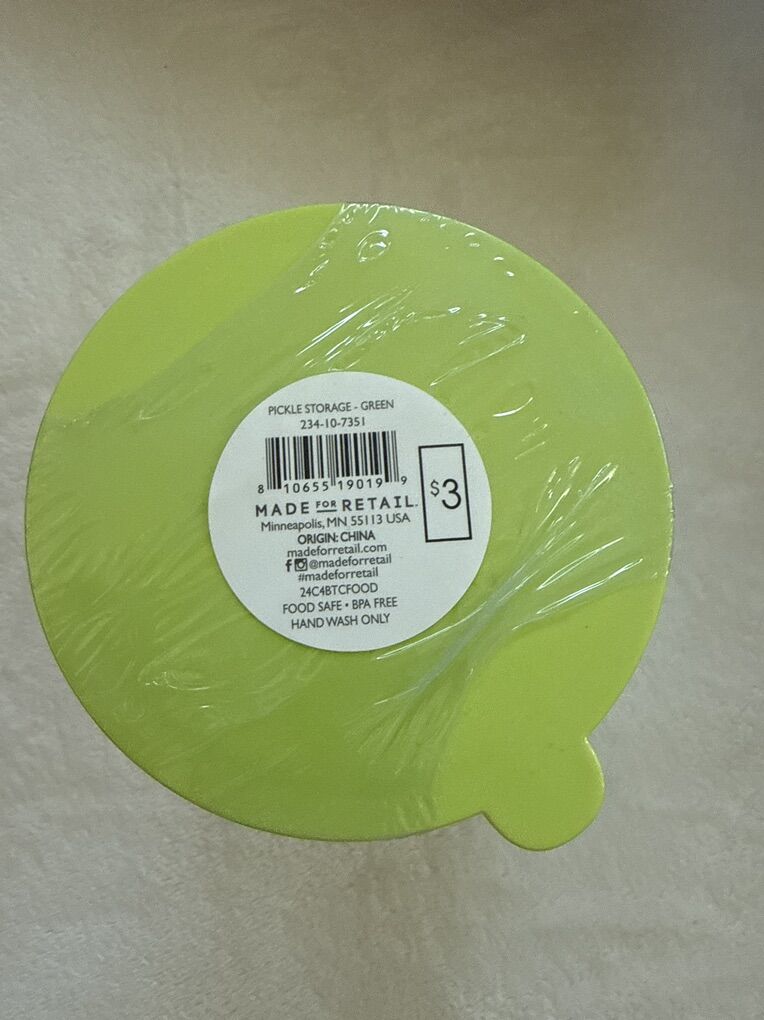 PICKLE STORAGE - GREEN
234-10-7351
8 10655 19019 9
$3
MADE FOR RETAIL.
Minneapolis, MN 55113 USA
ORIGIN: CHINA
madeforretail.com
@madeforretail
#madeforretail
24C4BTCFOOD
FOOD SAFE • BPA FREE
HAND WASH ONLY